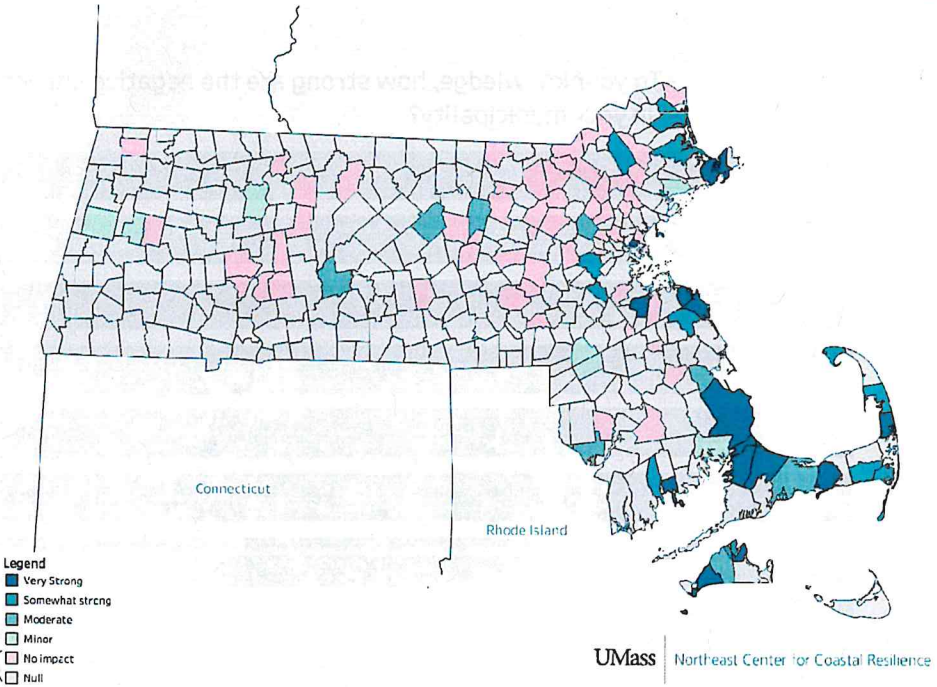 Connecticut
Rhode Island
Legend
Very Strong
Somewhat strong
Moderate
Minor
No impact
Null
UMass Northeast Center for Coastal Resilience